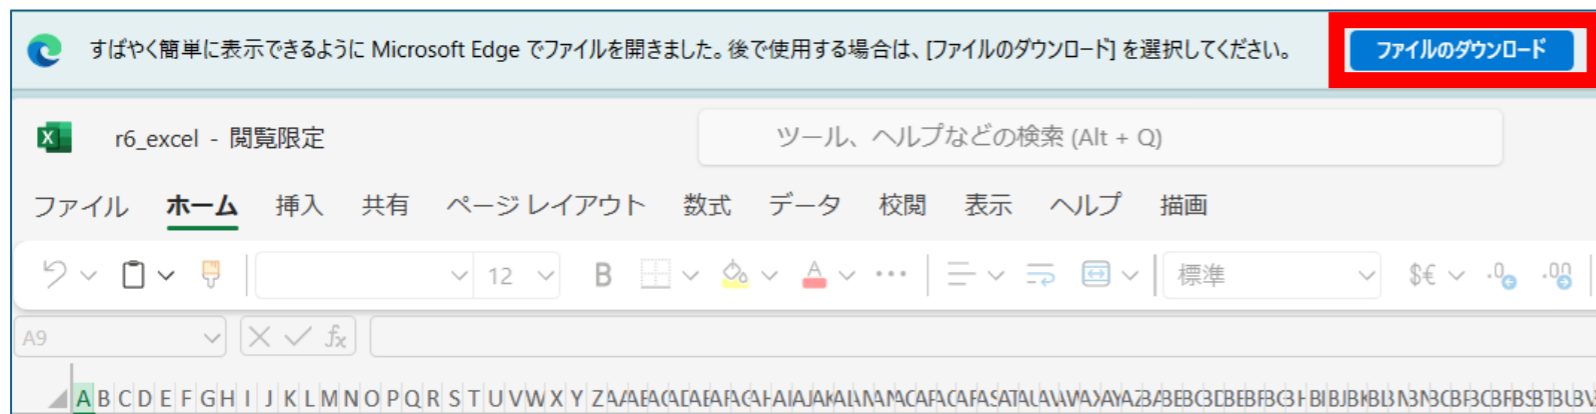 すばやく簡単に表示できるように Microsoft Edge でファイルを開きました。後で使用する場合は、[ファイルのダウンロード] を選択してください。 ファイルのダウンロード
r6_excel - 閲覧限定 ツール、ヘルプなどの検索 (Alt + Q)
ファイル ホーム 挿入 共有 ページ レイアウト 数式 データ 校閲 表示 ヘルプ 描画
12 B A 標準 $€ .0 .00
A9 fx
A B C D E F G H I J K L M N O P Q R S T U V W X Y Z